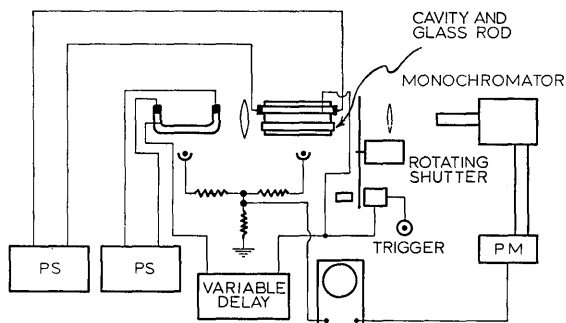 CAVITY AND
GLASS ROD
MONOCHROMATOR
ROTATING
SHUTTER
TRIGGER
PS
PS
VARIABLE
DELAY
PM